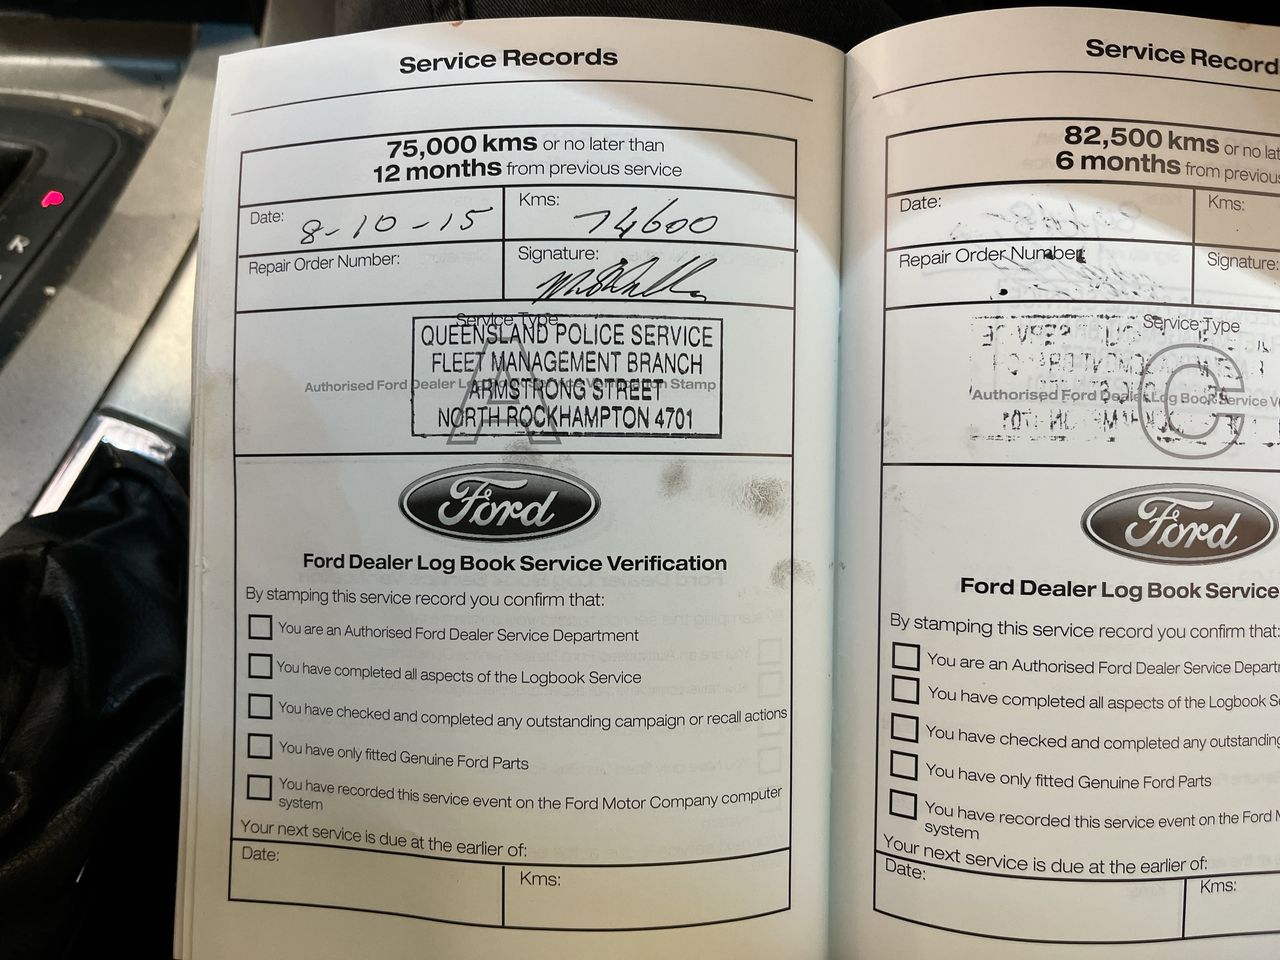 P
R
Service Records
75,000 kms or no later than
12 months from previous service
Date: 8-10-15
Kms: 74600
Repair Order Number:
Signature:
Service Type
A
Authorised Ford Dealer Log Book Service Verification Stamp
QUEENSLAND POLICE SERVICE
FLEET MANAGEMENT BRANCH
ARMSTRONG STREET
NORTH ROCKHAMPTON 4701
Ford
Ford Dealer Log Book Service Verification
By stamping this service record you confirm that:
You are an Authorised Ford Dealer Service Department
You have completed all aspects of the Logbook Service
You have checked and completed any outstanding campaign or recall actions
You have only fitted Genuine Ford Parts
You have recorded this service event on the Ford Motor Company computer
system
Your next service is due at the earlier of:
Date:
Kms:
Service Record
82,500 kms or no lat
6 months from previous
Date:
Kms:
Repair Order Number:
Signature:
Service Type
C
Authorised Ford Dealer Log Book Service Ve
Ford
Ford Dealer Log Book Service
By stamping this service record you confirm that:
You are an Authorised Ford Dealer Service Departm
You have completed all aspects of the Logbook Se
You have checked and completed any outstanding
You have only fitted Genuine Ford Parts
You have recorded this service event on the Ford M
system
Your next service is due at the earlier of:
Date:
Kms: